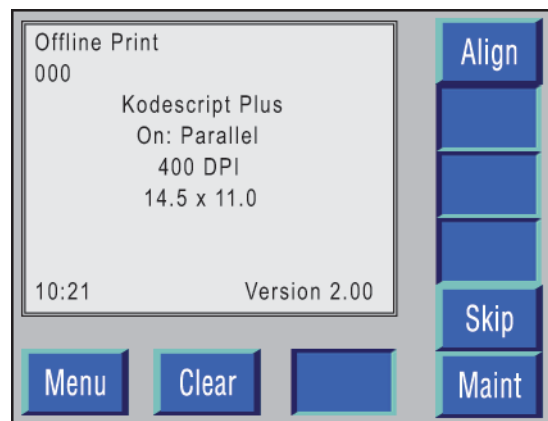 Offline Print
000
Kodescript Plus
On: Parallel
400 DPI
14.5 x 11.0
10:21 Version 2.00
Align
Skip
Menu Clear Maint